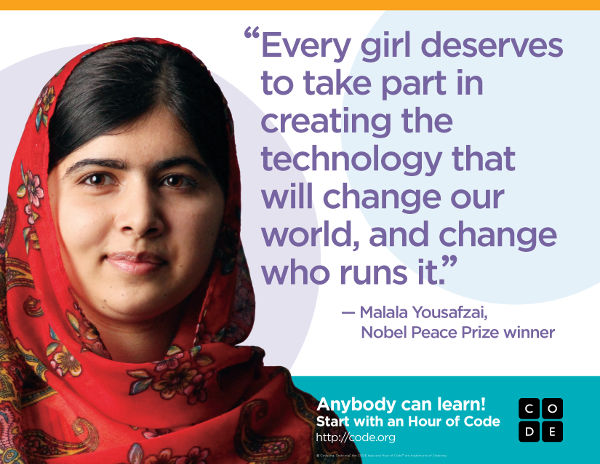 “Every girl deserves
to take part in
creating the
technology that
will change our
world, and change
who runs it.”
— Malala Yousafzai,
Nobel Peace Prize winner
Anybody can learn!
Start with an Hour of Code
http://code.org
C O
D E